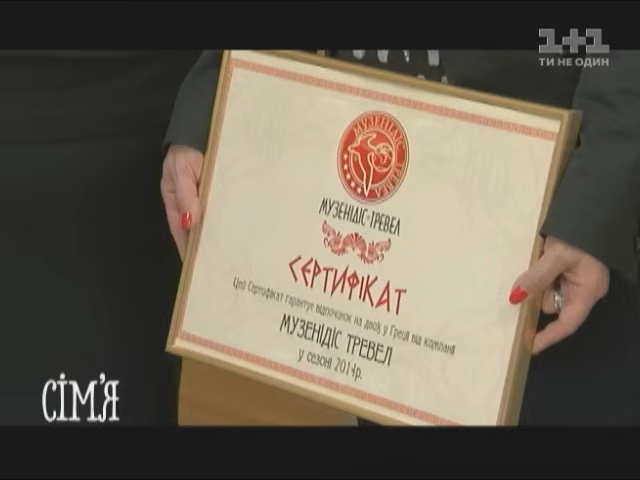 1+1
ТИ НЕ ОДИН
МУЗЕНІДІС ТРЕВЕЛ
МУЗЕНІДІС-ТРЕВЕЛ
СЕРТИФІКАТ
Цей Сертифікат гарантує відпочинок на двох у Греції від компанії
МУЗЕНІДІС ТРЕВЕЛ
у сезоні 2014р.
СІМ'Я